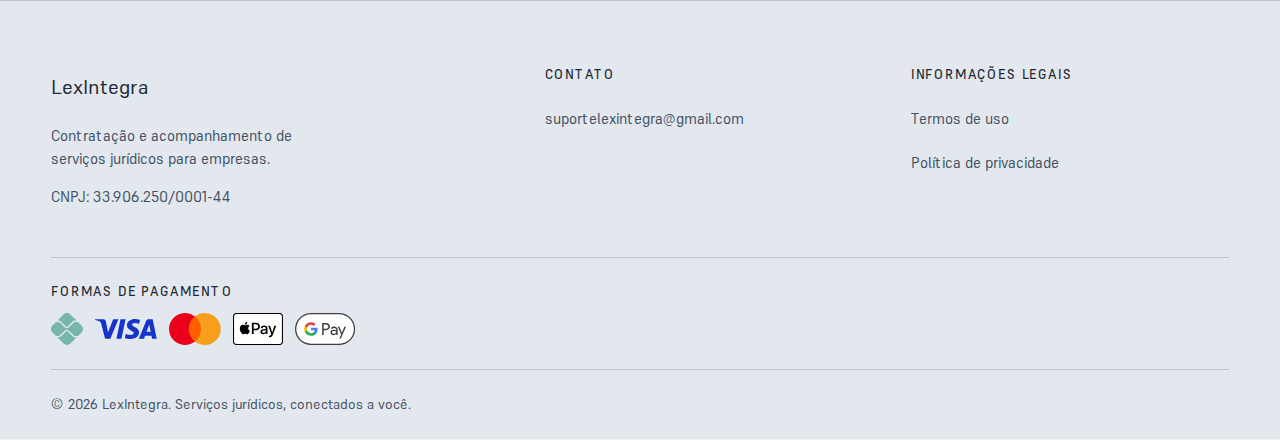 LexIntegra
Contratação e acompanhamento de
serviços jurídicos para empresas.
CNPJ: 33.906.250/0001-44
CONTATO
suportelexintegra@gmail.com
INFORMAÇÕES LEGAIS
Termos de uso
Política de privacidade
FORMAS DE PAGAMENTO
VISA Pay G Pay
© 2026 LexIntegra. Serviços jurídicos, conectados a você.